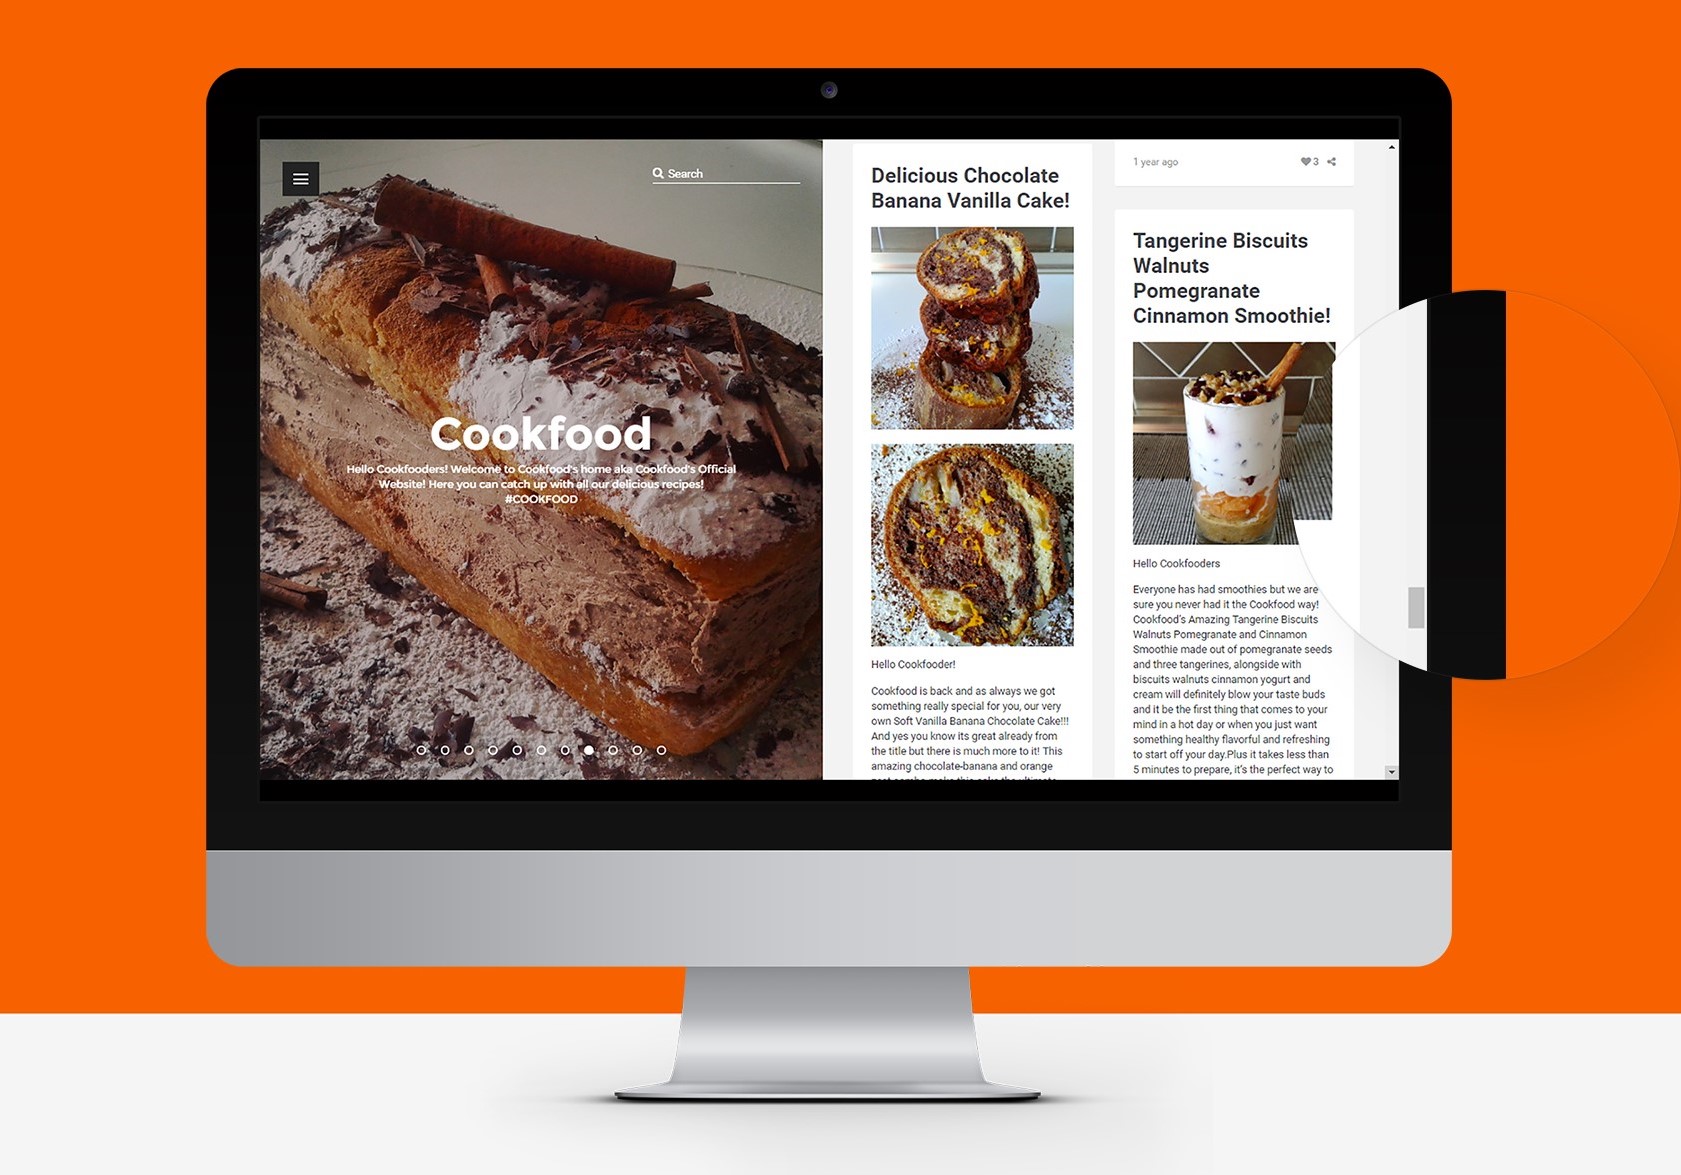 Search
Cookfood
Hello Cookfooders! Welcome to Cookfood's home aka Cookfood's Official
Website! Here you can catch up with all our delicious recipes!
#COOKFOOD
Delicious Chocolate
Banana Vanilla Cake!
Hello Cookfooder!
Cookfood is back and as always we got
something really special for you, our very
own Soft Vanilla Banana Chocolate Cake!!!
And yes you know its great already from
the title but there is much more to it! This
amazing chocolate-banana and orange
1 year ago
3
Tangerine Biscuits
Walnuts
Pomegranate
Cinnamon Smoothie!
Hello Cookfooders
Everyone has had smoothies but we are
sure you never had it the Cookfood way!
Cookfood's Amazing Tangerine Biscuits
Walnuts Pomegranate and Cinnamon
Smoothie made out of pomegranate seeds
and three tangerines, alongside with
biscuits walnuts cinnamon yogurt and
cream will definitely blow your taste buds
and it be the first thing that comes to your
mind in a hot day or when you just want
something healthy flavorful and refreshing
to start off your day.Plus it takes less than
5 minutes to prepare, it's the perfect way to